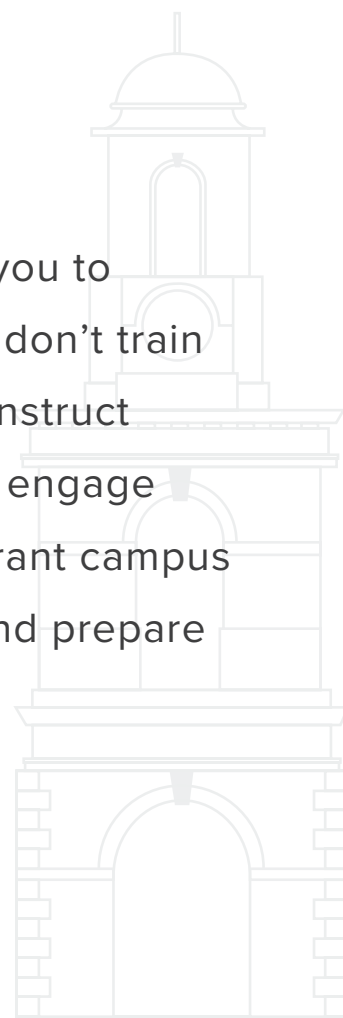 you to
don’t train
nstruct
engage
rant campus
nd prepare